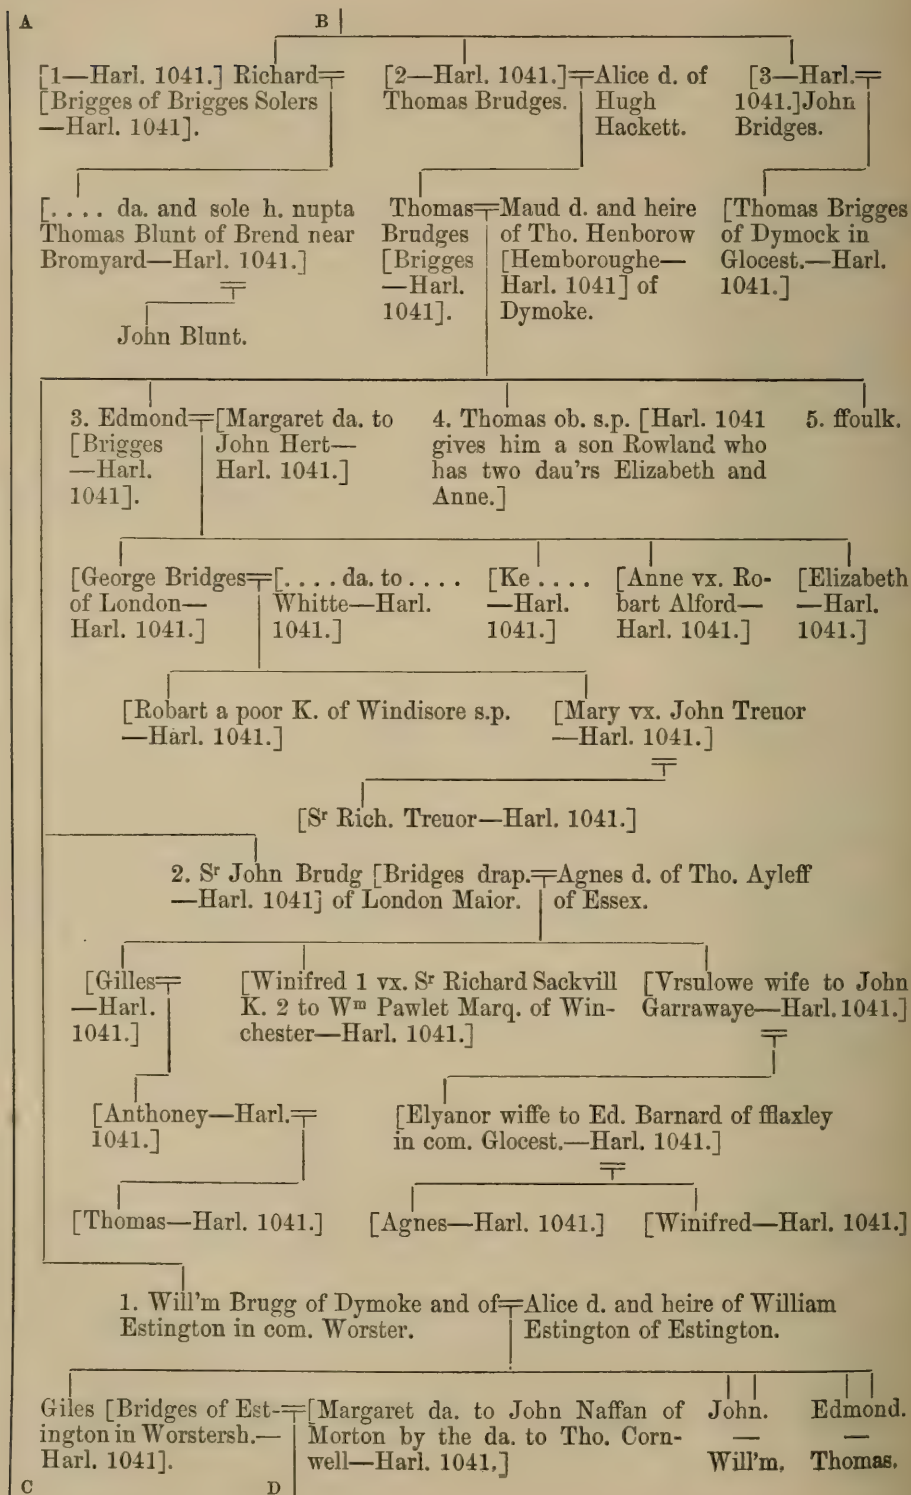 A
B
[1—Harl. 1041.] Richard
[Brigges of Brigges Solers
—Harl. 1041].
[2—Harl. 1041.]
Thomas Brudges.
Alice d. of
Hugh
Hackett.
[3—Harl.
1041.] John
Bridges.
[. . . . da. and sole h. nupta
Thomas Blunt of Brend near
Bromyard—Harl. 1041.]
John Blunt.
Thomas
Brudges
[Brigges
—Harl.
1041].
Maud d. and heire
of Tho. Henborow
[Hemboroughe—
Harl. 1041] of
Dymoke.
[Thomas Brigges
of Dymock in
Glocest.—Harl.
1041.]
3. Edmond
[Brigges
—Harl.
1041].
[Margaret da. to
John Hert—
Harl. 1041.]
4. Thomas ob. s.p. [Harl. 1041
gives him a son Rowland who
has two dau'rs Elizabeth and
Anne.]
5. ffoulk.
[George Bridges
of London—
Harl. 1041.]
[. . . . da. to . . . .
Whitte—Harl.
1041.]
[Ke . . . .
—Harl.
1041.]
[Anne vx. Ro-
bart Alford—
Harl. 1041.]
[Elizabeth
—Harl.
1041.]
[Robart a poor K. of Windisore s.p.
—Harl. 1041.]
[Mary vx. John Treuor
—Harl. 1041.]
[Sʳ Rich. Treuor—Harl. 1041.]
2. Sʳ John Brudg [Bridges drap.
—Harl. 1041] of London Maior.
Agnes d. of Tho. Ayleff
of Essex.
[Gilles
—Harl.
1041.]
[Winifred 1 vx. Sʳ Richard Sackvill
K. 2 to Wᵐ Pawlet Marq. of Win-
chester—Harl. 1041.]
[Vrsulowe wife to John
Garrawaye—Harl. 1041.]
[Anthoney—Harl.
1041.]
[Elyanor wiffe to Ed. Barnard of fflaxley
in com. Glocest.—Harl. 1041.]
[Thomas—Harl. 1041.]
[Agnes—Harl. 1041.]
[Winifred—Harl. 1041.]
1. Will'm Brugg of Dymoke and of
Estington in com. Worster.
Alice d. and heire of William
Estington of Estington.
Giles [Bridges of Est-
ington in Worstersh.—
Harl. 1041].
[Margaret da. to John Naffan of
Morton by the da. to Tho. Corn-
well—Harl. 1041.]
John.
—
Will'm.
Edmond.
—
Thomas.
C
D